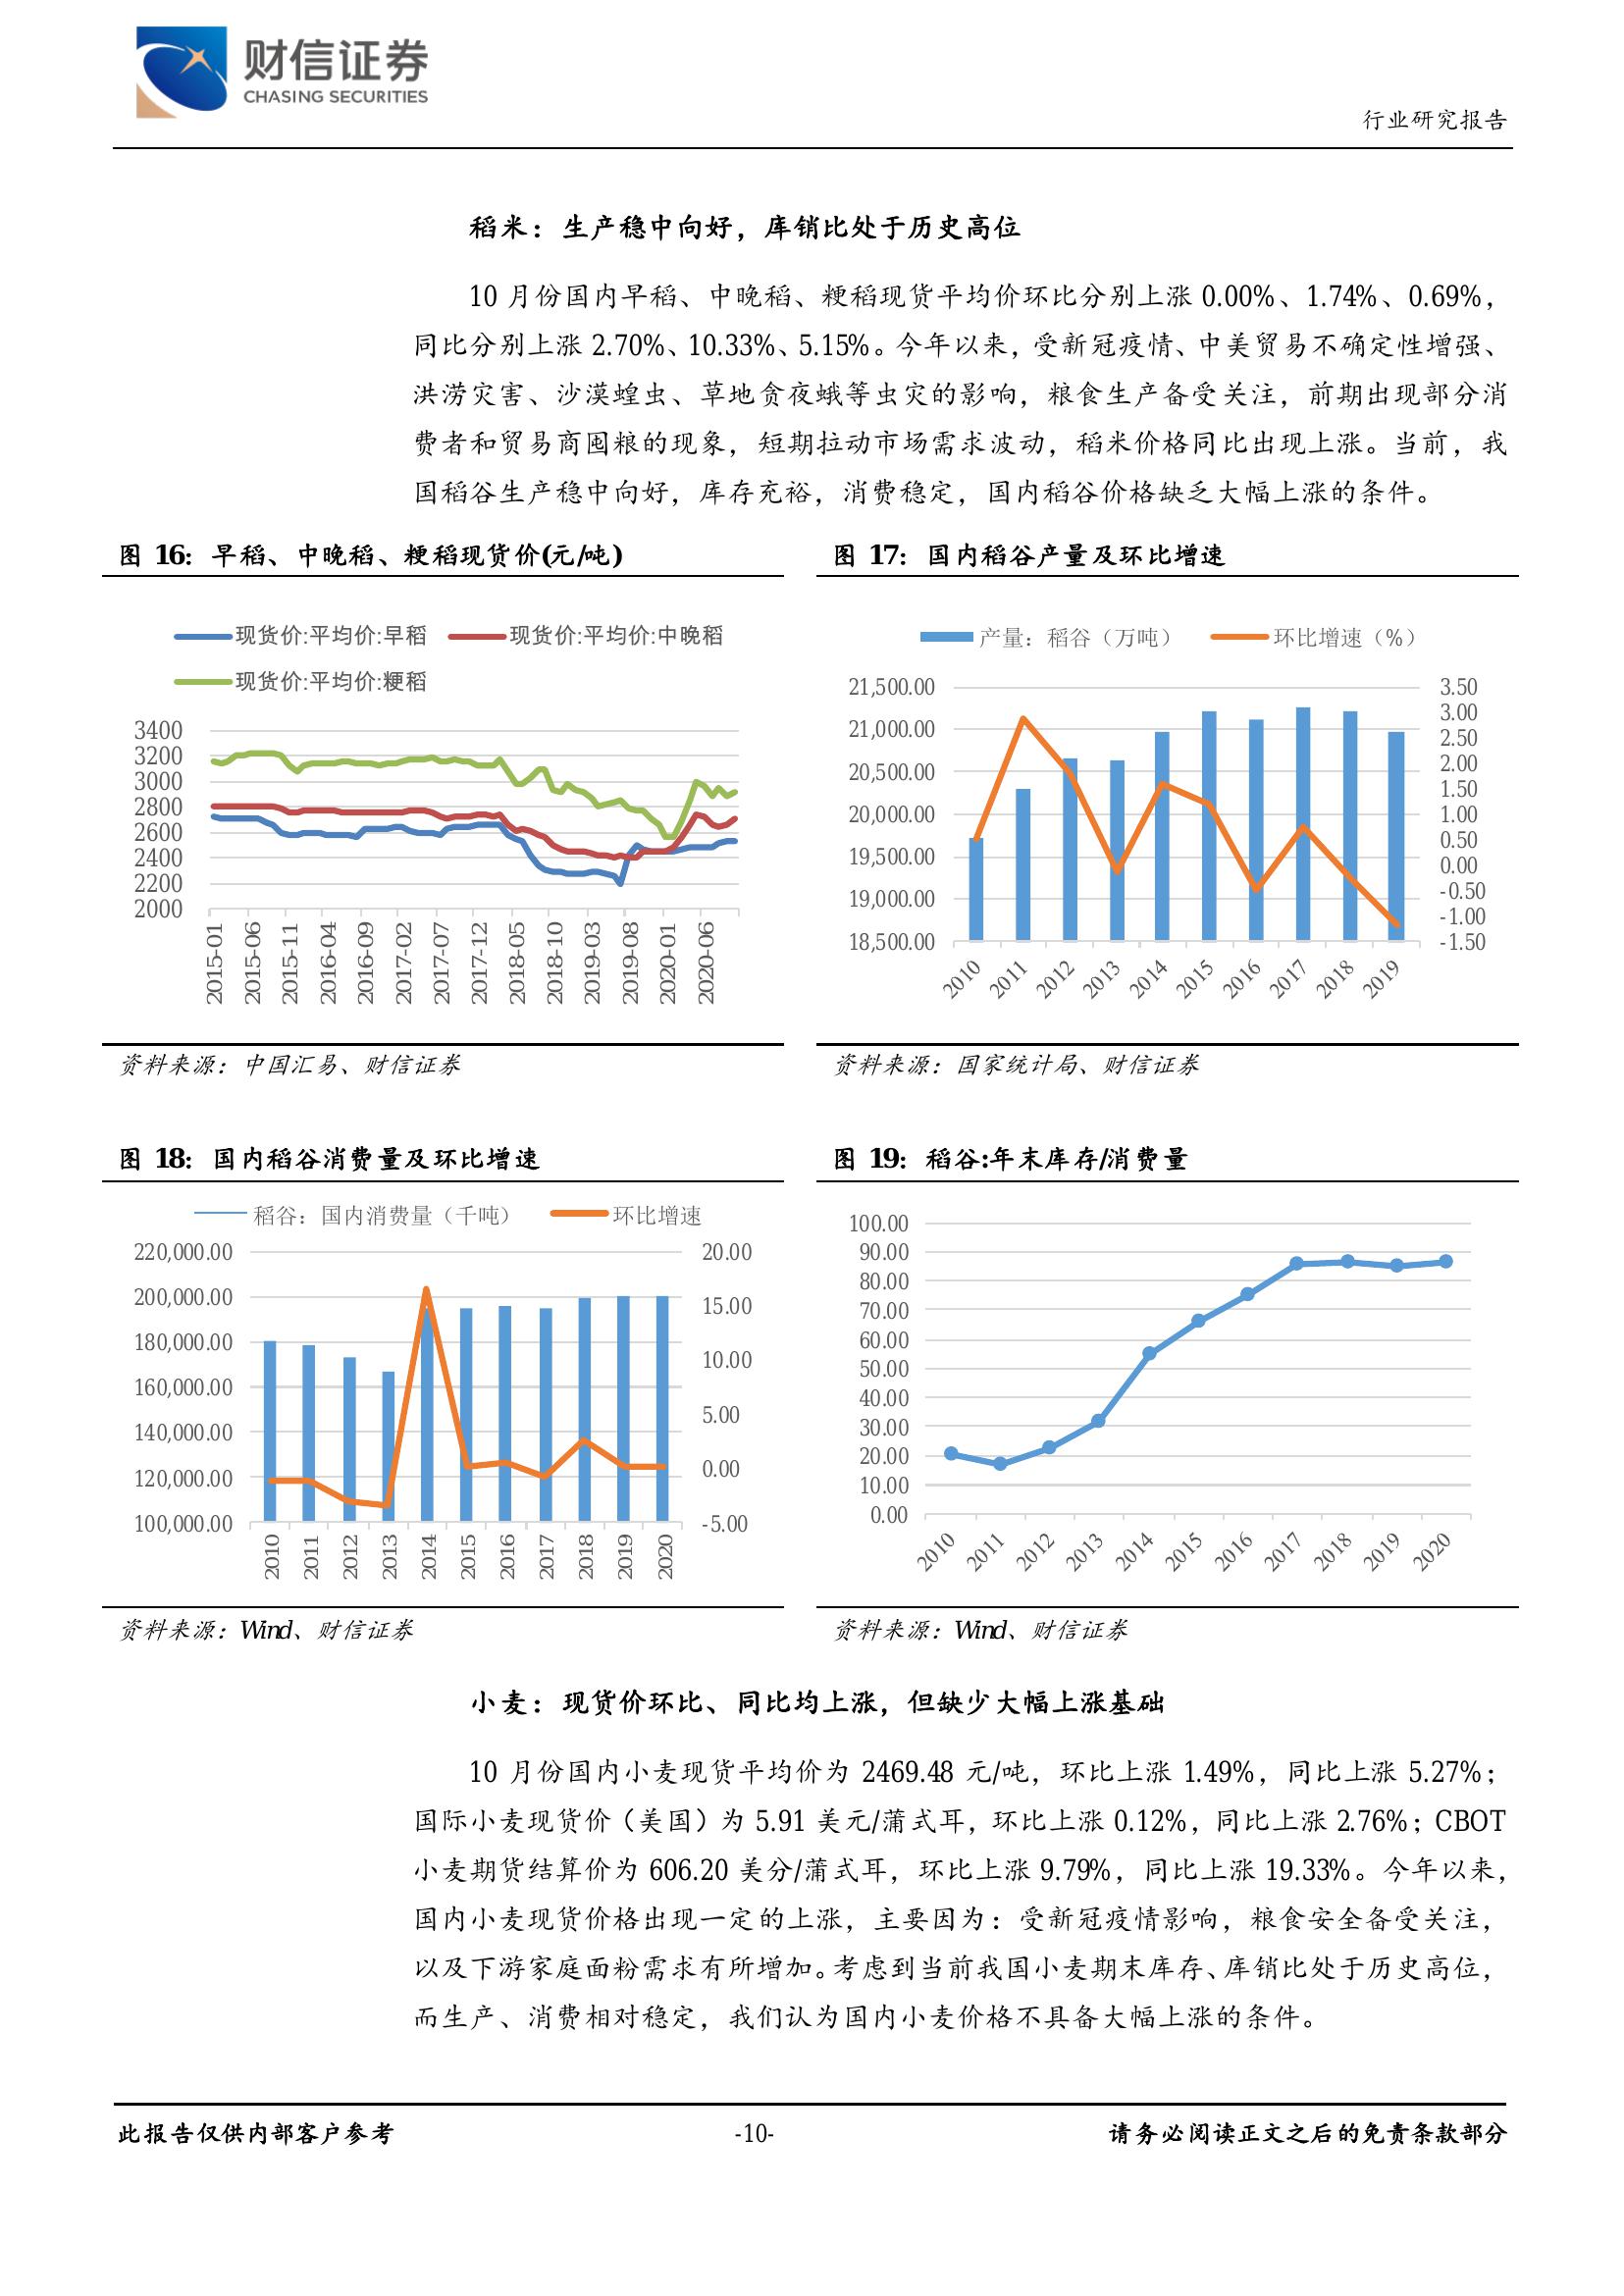 财信证券
CHASING SECURITIES
行业研究报告
稻米：生产稳中向好，库销比处于历史高位
10 月份国内早稻、中晚稻、粳稻现货平均价环比分别上涨 0.00%、1.74%、0.69%，
同比分别上涨 2.70%、10.33%、5.15%。今年以来，受新冠疫情、中美贸易不确定性增强、
洪涝灾害、沙漠蝗虫、草地贪夜蛾等虫灾的影响，粮食生产备受关注，前期出现部分消
费者和贸易商囤粮的现象，短期拉动市场需求波动，稻米价格同比出现上涨。当前，我
国稻谷生产稳中向好，库存充裕，消费稳定，国内稻谷价格缺乏大幅上涨的条件。
图 16：早稻、中晚稻、粳稻现货价(元/吨)
现货价:平均价:早稻 现货价:平均价:中晚稻
现货价:平均价:粳稻
3400
3200
3000
2800
2600
2400
2200
2000
2015-01 2015-06 2015-11 2016-04 2016-09 2017-02 2017-07 2017-12 2018-05 2018-10 2019-03 2019-08 2020-01 2020-06
资料来源：中国汇易、财信证券
图 17：国内稻谷产量及环比增速
产量：稻谷（万吨） 环比增速（%）
21,500.00
21,000.00
20,500.00
20,000.00
19,500.00
19,000.00
18,500.00
3.50
3.00
2.50
2.00
1.50
1.00
0.50
0.00
-0.50
-1.00
-1.50
2010 2011 2012 2013 2014 2015 2016 2017 2018 2019
资料来源：国家统计局、财信证券
图 18：国内稻谷消费量及环比增速
稻谷：国内消费量（千吨） 环比增速
220,000.00
200,000.00
180,000.00
160,000.00
140,000.00
120,000.00
100,000.00
20.00
15.00
10.00
5.00
0.00
-5.00
2010 2011 2012 2013 2014 2015 2016 2017 2018 2019 2020
资料来源：Wind、财信证券
图 19：稻谷:年末库存/消费量
100.00
90.00
80.00
70.00
60.00
50.00
40.00
30.00
20.00
10.00
0.00
2010 2011 2012 2013 2014 2015 2016 2017 2018 2019 2020
资料来源：Wind、财信证券
小麦：现货价环比、同比均上涨，但缺少大幅上涨基础
10 月份国内小麦现货平均价为 2469.48 元/吨，环比上涨 1.49%，同比上涨 5.27%；
国际小麦现货价（美国）为 5.91 美元/蒲式耳，环比上涨 0.12%，同比上涨 2.76%；CBOT
小麦期货结算价为 606.20 美分/蒲式耳，环比上涨 9.79%，同比上涨 19.33%。今年以来，
国内小麦现货价格出现一定的上涨，主要因为：受新冠疫情影响，粮食安全备受关注，
以及下游家庭面粉需求有所增加。考虑到当前我国小麦期末库存、库销比处于历史高位，
而生产、消费相对稳定，我们认为国内小麦价格不具备大幅上涨的条件。
此报告仅供内部客户参考
-10-
请务必阅读正文之后的免责条款部分